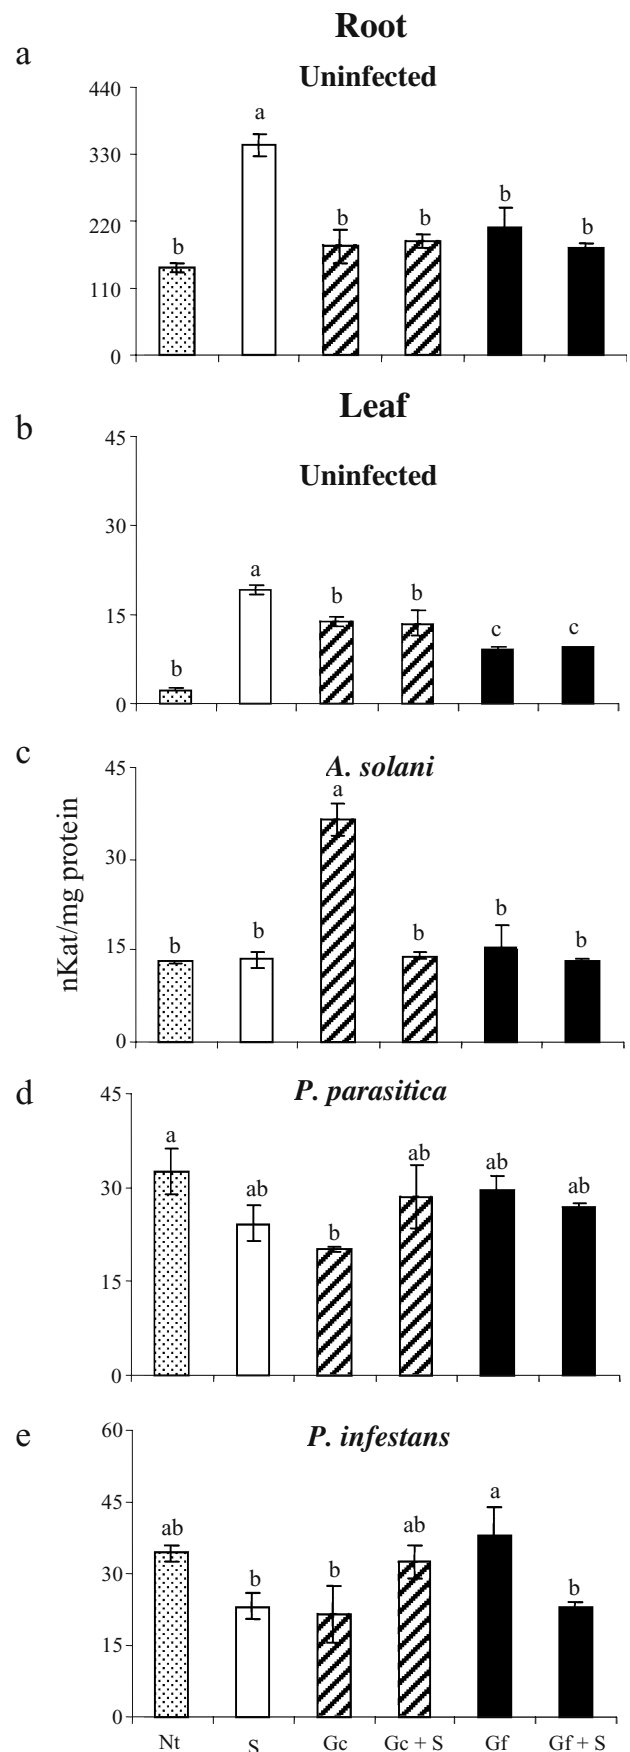 Root
a
Uninfected
440
330
220
110
0
b
a
b
b
b
b
Leaf
b
Uninfected
45
30
15
0
b
a
b
b
c
c
c
A. solani
45
30
15
0
b
b
a
b
b
b
nKat/mg protein
d
P. parasitica
45
30
15
0
a
ab
b
ab
ab
ab
e
P. infestans
60
45
30
15
0
ab
b
b
ab
a
b
Nt S Gc Gc + S Gf Gf + S